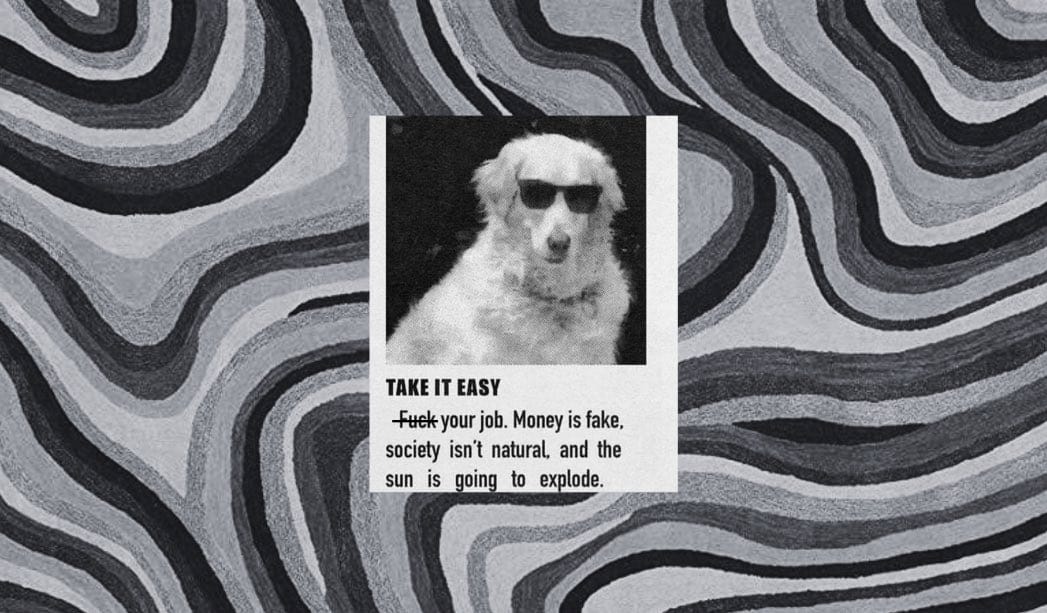 TAKE IT EASY
Fuck your job. Money is fake,
society isn't natural, and the
sun is going to explode.